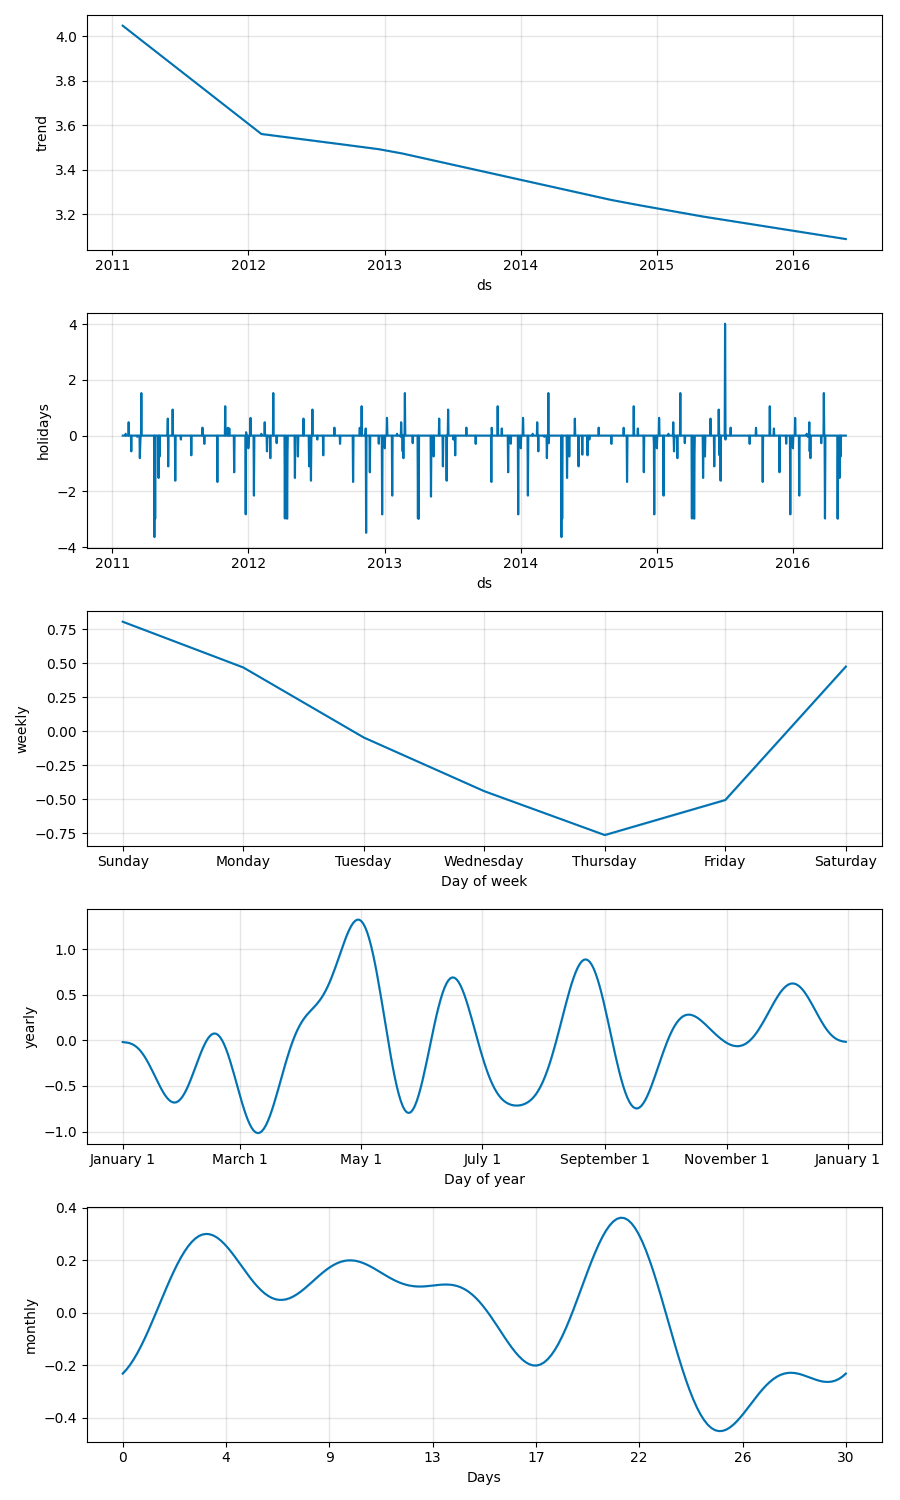 4.0
3.8
3.6
3.4
3.2
trend
2011 2012 2013 2014 2015 2016
ds
4
2
0
−2
−4
holidays
2011 2012 2013 2014 2015 2016
ds
0.75
0.50
0.25
0.00
−0.25
−0.50
−0.75
weekly
Sunday Monday Tuesday Wednesday Thursday Friday Saturday
Day of week
1.0
0.5
0.0
−0.5
−1.0
yearly
January 1 March 1 May 1 July 1 September 1 November 1 January 1
Day of year
0.4
0.2
0.0
−0.2
−0.4
monthly
0 4 9 13 17 22 26 30
Days